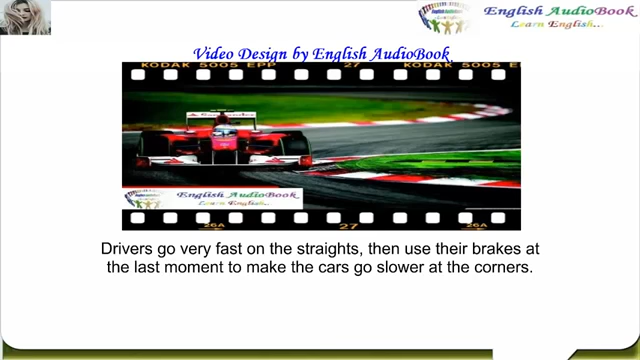 English AudioBook
Learn English...
Video Design by English AudioBook
KODAK 5005 EPP 27 KODAK 5005 E
Santander
English AudioBook
Learn English...
26A 27 26A
Drivers go very fast on the straights, then use their brakes at
the last moment to make the cars go slower at the corners.